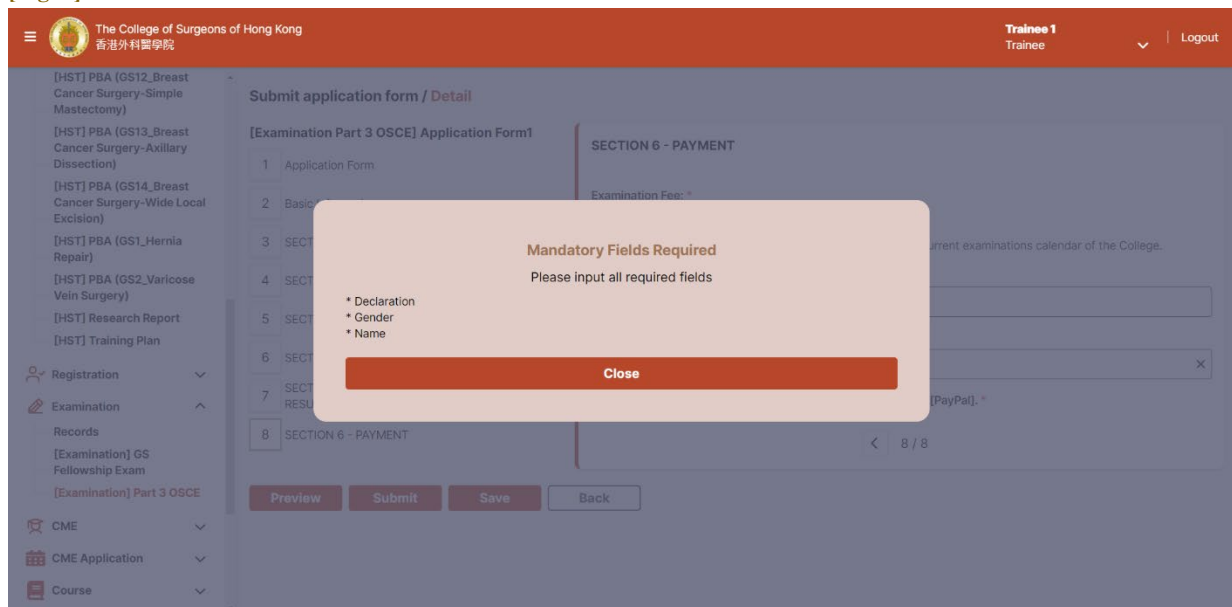 The College of Surgeons of Hong Kong
香港外科醫學院
Trainee 1
Trainee
Logout
[HST] PBA (GS12_Breast
Cancer Surgery-Simple
Mastectomy)
[HST] PBA (GS13_Breast
Cancer Surgery-Axillary
Dissection)
[HST] PBA (GS14_Breast
Cancer Surgery-Wide Local
Excision)
[HST] PBA (GS1_Hernia
Repair)
[HST] PBA (GS2_Varicose
Vein Surgery)
[HST] Research Report
[HST] Training Plan
Registration
Examination
Records
[Examination] GS
Fellowship Exam
[Examination] Part 3 OSCE
CME
CME Application
Course
Submit application form / Detail
[Examination Part 3 OSCE] Application Form1
1 Application Form
2 Basic
3 SECT
4 SECT
5 SECT
6 SECT
7 SECT
RESU
8 SECTION 6 - PAYMENT
SECTION 6 - PAYMENT
Examination Fee: *
urrent examinations calendar of the College.
[PayPal]. *
8 / 8
Mandatory Fields Required
Please input all required fields
* Declaration
* Gender
* Name
Close
Preview
Submit
Save
Back